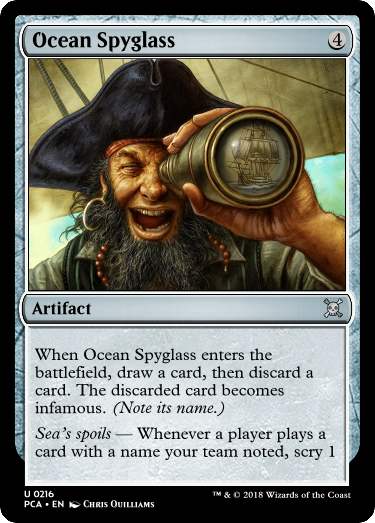 Ocean Spyglass 4
Artifact
When Ocean Spyglass enters the
battlefield, draw a card, then discard a
card. The discarded card becomes
infamous. (Note its name.)
Sea's spoils — Whenever a player plays a
card with a name your team noted, scry 1
U 0216
PCA • EN Chris Quilliams
™ & © 2018 Wizards of the Coast